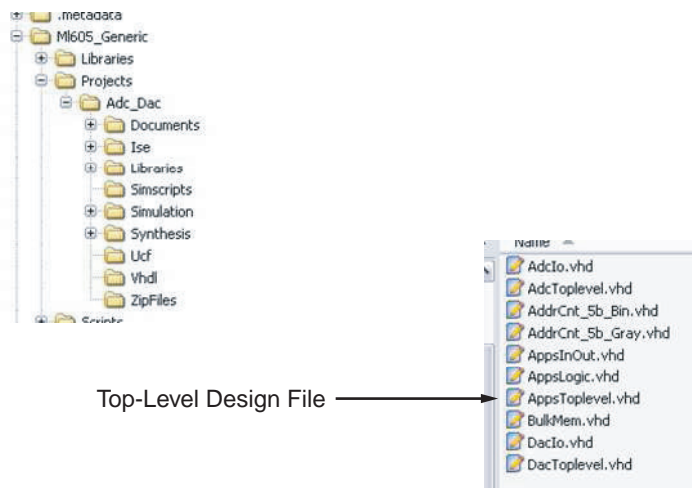 .metadata
Ml605_Generic
Libraries
Projects
Adc_Dac
Documents
Ise
Libraries
Simscripts
Simulation
Synthesis
Ucf
Vhdl
ZipFiles
Scripts
Name
AdcIo.vhd
AdcToplevel.vhd
AddrCnt_5b_Bin.vhd
AddrCnt_5b_Gray.vhd
AppsInOut.vhd
AppsLogic.vhd
Top-Level Design File
AppsToplevel.vhd
BulkMem.vhd
DacIo.vhd
DacToplevel.vhd